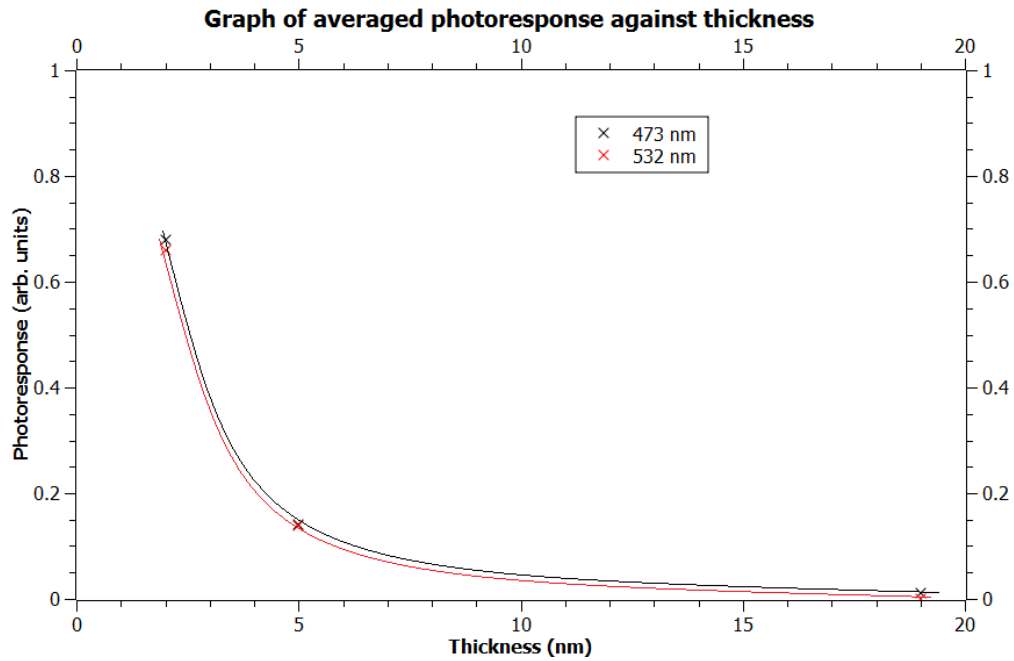 Graph of averaged photoresponse against thickness
0 5 10 15 20
1 1
473 nm
532 nm
0.8 0.8
0.6 0.6
0.4 0.4
0.2 0.2
0 0
Photoresponse (arb. units)
0 5 10 15 20
Thickness (nm)